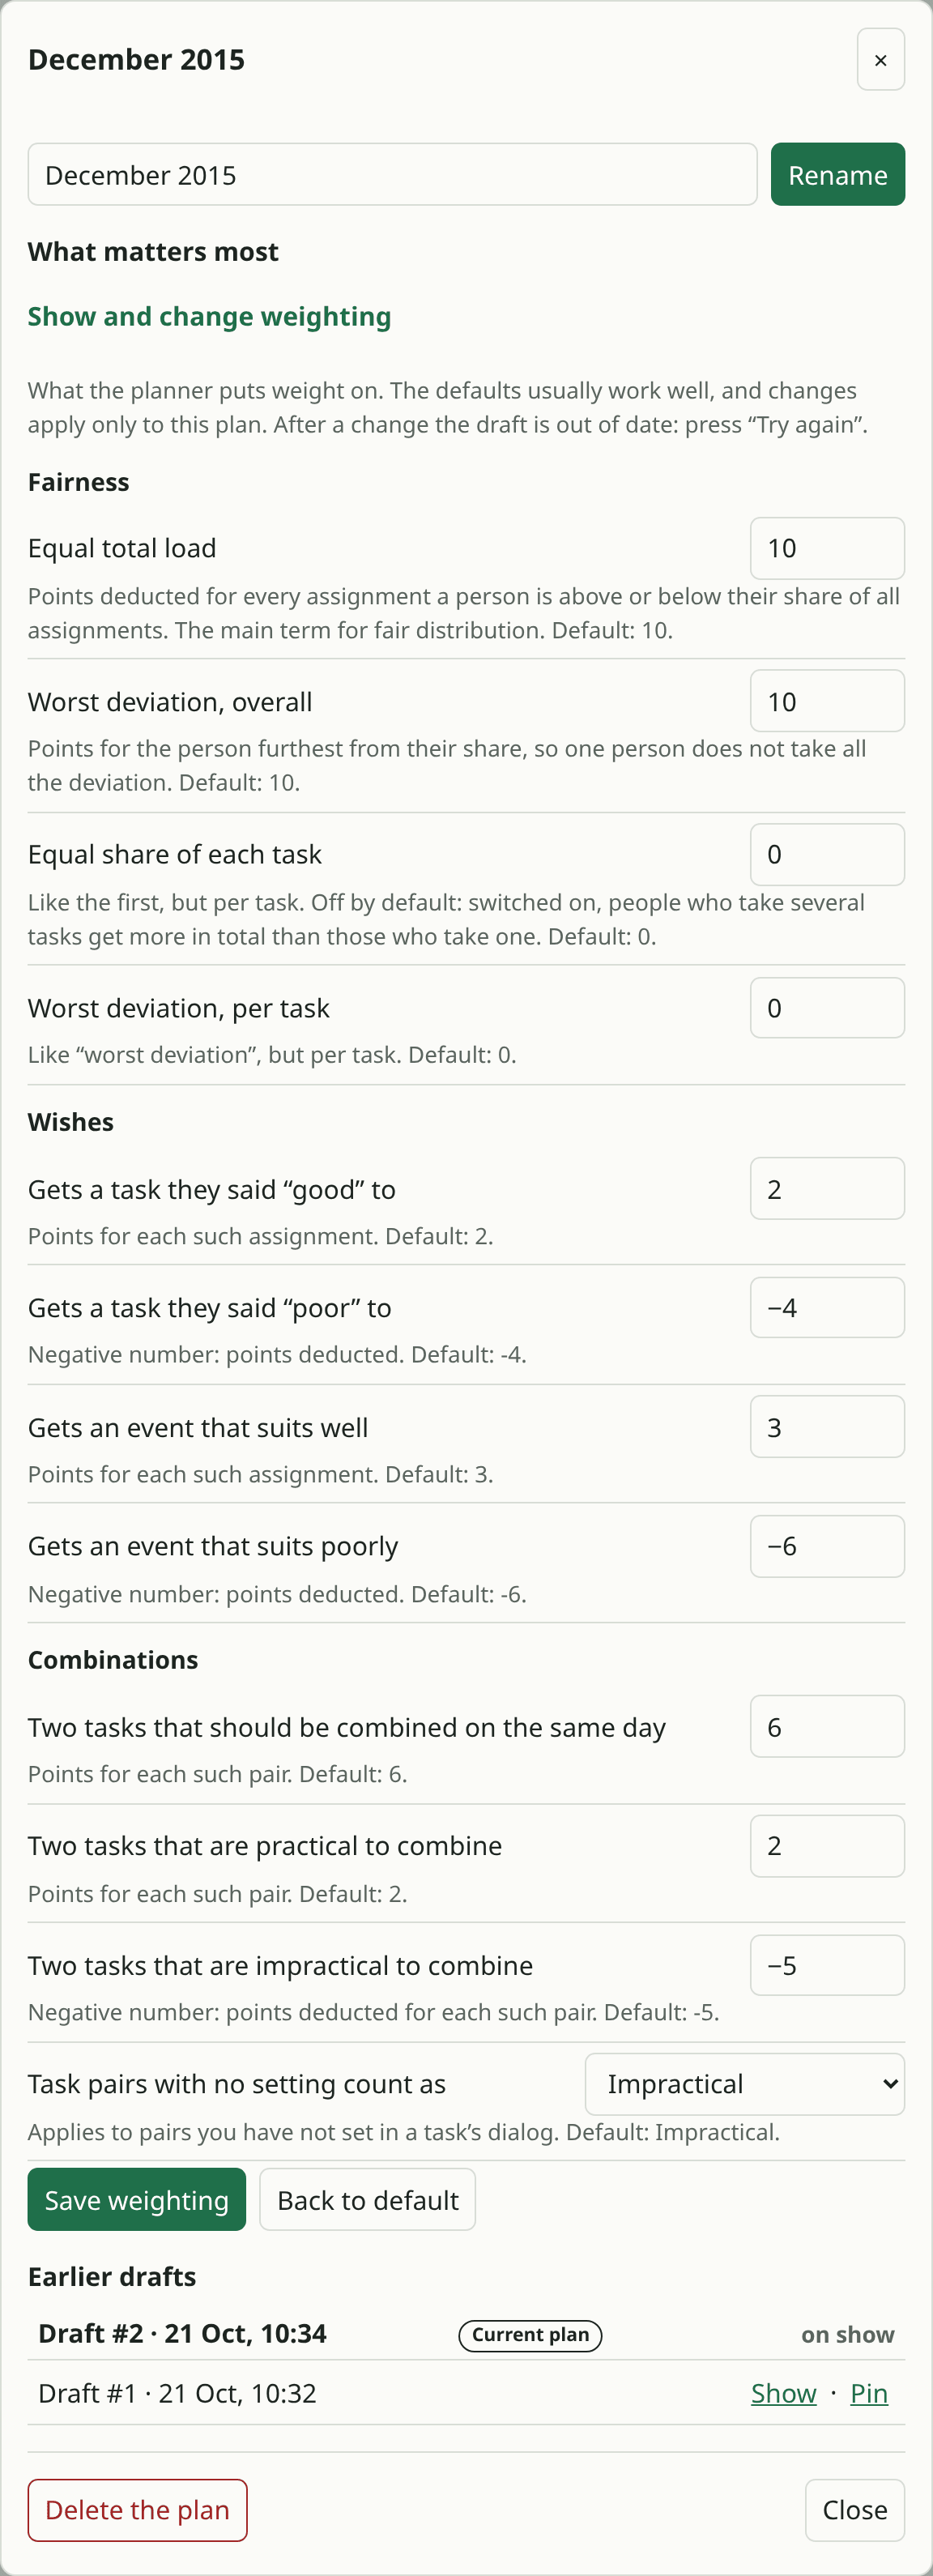 December 2015
×
December 2015
Rename
What matters most
Show and change weighting
What the planner puts weight on. The defaults usually work well, and changes
apply only to this plan. After a change the draft is out of date: press “Try again”.
Fairness
Equal total load
10
Points deducted for every assignment a person is above or below their share of all
assignments. The main term for fair distribution. Default: 10.
Worst deviation, overall
10
Points for the person furthest from their share, so one person does not take all
the deviation. Default: 10.
Equal share of each task
0
Like the first, but per task. Off by default: switched on, people who take several
tasks get more in total than those who take one. Default: 0.
Worst deviation, per task
0
Like “worst deviation”, but per task. Default: 0.
Wishes
Gets a task they said “good” to
2
Points for each such assignment. Default: 2.
Gets a task they said “poor” to
−4
Negative number: points deducted. Default: -4.
Gets an event that suits well
3
Points for each such assignment. Default: 3.
Gets an event that suits poorly
−6
Negative number: points deducted. Default: -6.
Combinations
Two tasks that should be combined on the same day
6
Points for each such pair. Default: 6.
Two tasks that are practical to combine
2
Points for each such pair. Default: 2.
Two tasks that are impractical to combine
−5
Negative number: points deducted for each such pair. Default: -5.
Task pairs with no setting count as
Impractical
Applies to pairs you have not set in a task’s dialog. Default: Impractical.
Save weighting
Back to default
Earlier drafts
Draft #2 · 21 Oct, 10:34
Current plan
on show
Draft #1 · 21 Oct, 10:32
Show · Pin
Delete the plan
Close